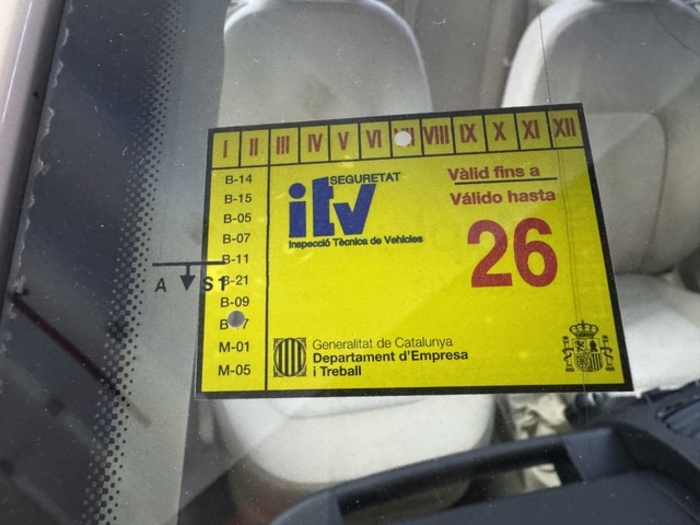 I II III IV V VI VIII IX X XI XII
B-14
B-15
B-05
B-07
B-11
B-21
B-09
M-01
M-05
SEGURETAT
itv
Inspecció Tècnica de Vehicles
Vàlid fins a
Válido hasta
26
Generalitat de Catalunya
Departament d'Empresa
i Treball
A S1